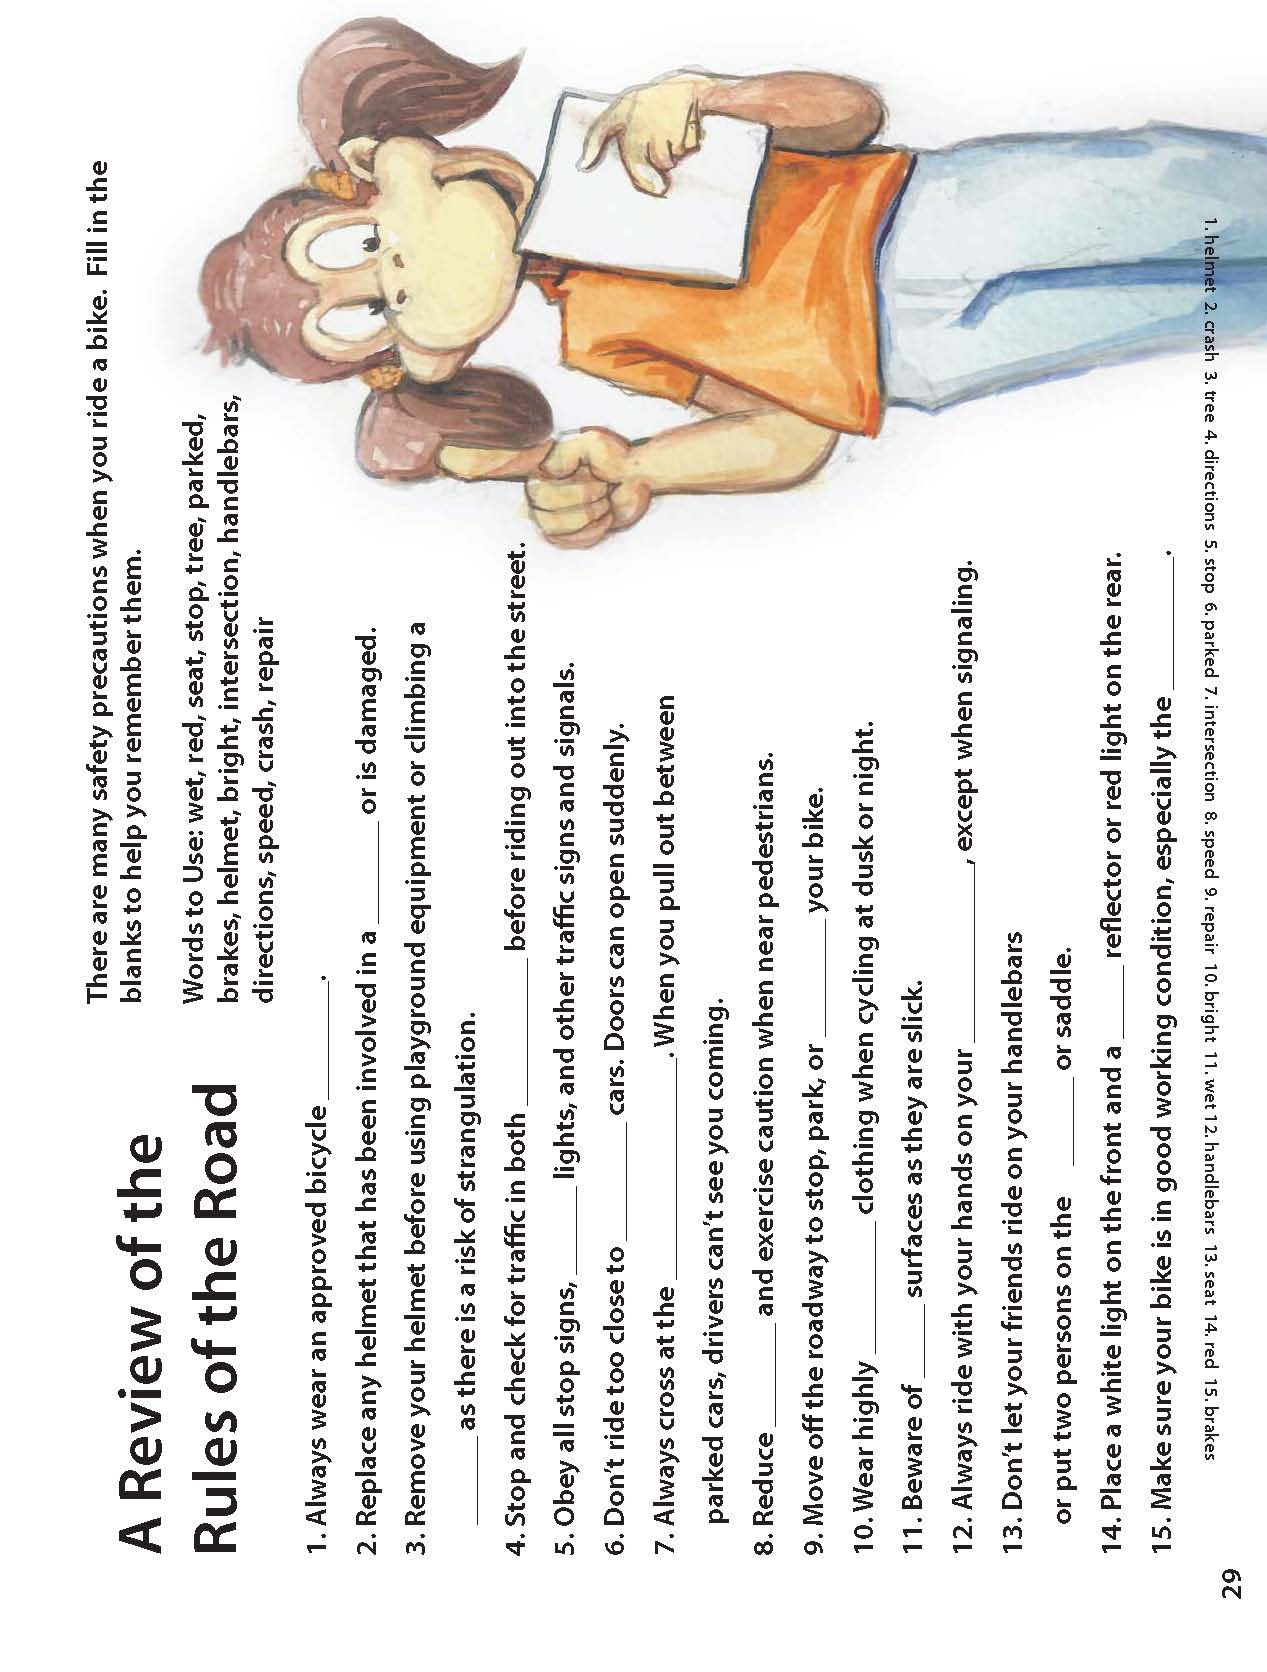 A Review of the
Rules of the Road
There are many safety precautions when you ride a bike. Fill in the
blanks to help you remember them.
Words to Use: wet, red, seat, stop, tree, parked,
brakes, helmet, bright, intersection, handlebars,
directions, speed, crash, repair
1. Always wear an approved bicycle ________.
2. Replace any helmet that has been involved in a ________ or is damaged.
3. Remove your helmet before using playground equipment or climbing a
______ as there is a risk of strangulation.
4. Stop and check for traffic in both __________ before riding out into the street.
5. Obey all stop signs, ______ lights, and other traffic signs and signals.
6. Don't ride too close to ________ cars. Doors can open suddenly.
7. Always cross at the _______________. When you pull out between
parked cars, drivers can't see you coming.
8. Reduce _______ and exercise caution when near pedestrians.
9. Move off the roadway to stop, park, or ________ your bike.
10. Wear highly _________ clothing when cycling at dusk or night.
11. Beware of _____ surfaces as they are slick.
12. Always ride with your hands on your ____________, except when signaling.
13. Don't let your friends ride on your handlebars
or put two persons on the ______ or saddle.
14. Place a white light on the front and a _____ reflector or red light on the rear.
15. Make sure your bike is in good working condition, especially the _________.
1. helmet 2. crash 3. tree 4. directions 5. stop 6. parked 7. intersection 8. speed 9. repair 10. bright 11. wet 12. handlebars 13. seat 14. red 15. brakes
29